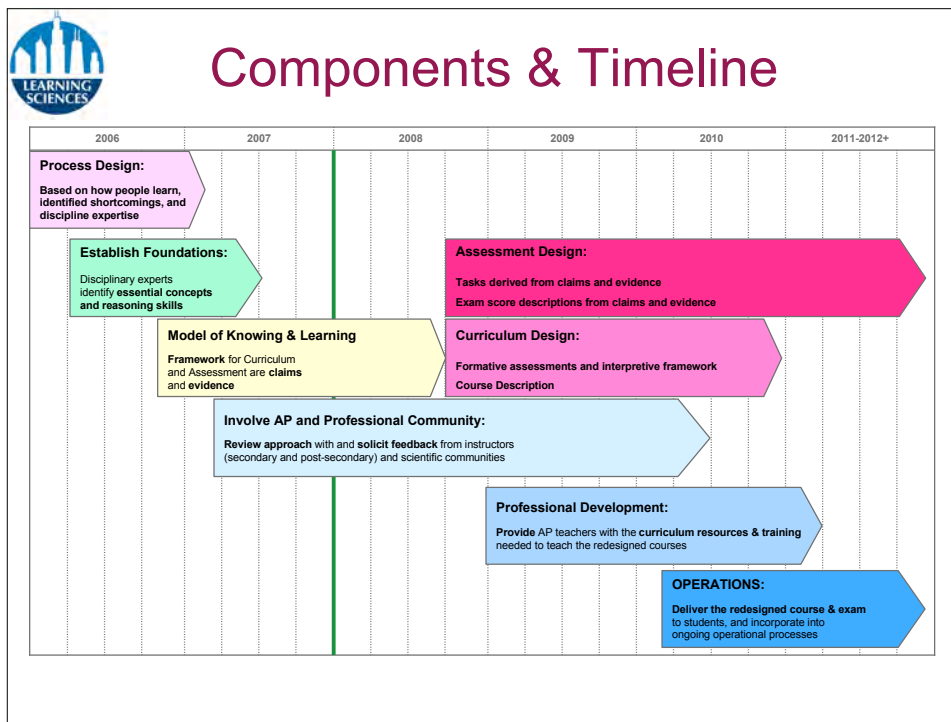 LEARNING
SCIENCES
Components & Timeline
2006
2007
2008
2009
2010
2011-2012+
Process Design:
Based on how people learn,
identified shortcomings, and
discipline expertise
Establish Foundations:
Disciplinary experts
identify essential concepts
and reasoning skills
Assessment Design:
Tasks derived from claims and evidence
Exam score descriptions from claims and evidence
Model of Knowing & Learning
Framework for Curriculum
and Assessment are claims
and evidence
Curriculum Design:
Formative assessments and interpretive framework
Course Description
Involve AP and Professional Community:
Review approach with and solicit feedback from instructors
(secondary and post-secondary) and scientific communities
Professional Development:
Provide AP teachers with the curriculum resources & training
needed to teach the redesigned courses
OPERATIONS:
Deliver the redesigned course & exam
to students, and incorporate into
ongoing operational processes